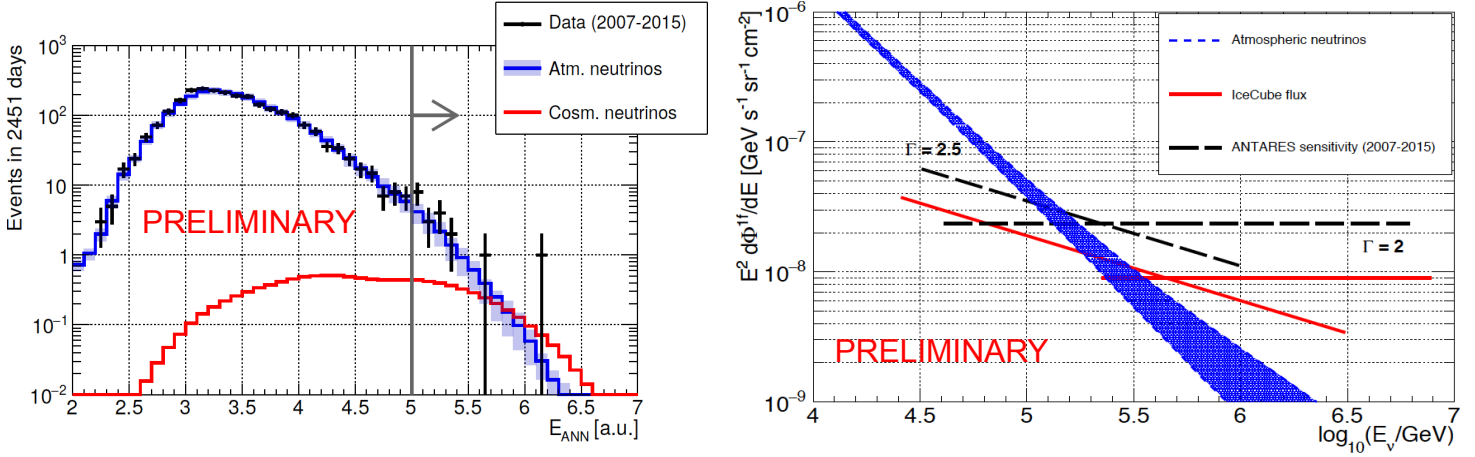 Data (2007-2015)
Atm. neutrinos
Cosm. neutrinos
Events in 2451 days
10³
10²
10
1
10⁻¹
10⁻²
PRELIMINARY
2 2.5 3 3.5 4 4.5 5 5.5 6 6.5 7
E_ANN [a.u.]
Atmospheric neutrinos
IceCube flux
ANTARES sensitivity (2007-2015)
E² dΦ¹ᶠ/dE [GeV s⁻¹ sr⁻¹ cm⁻²]
10⁻⁶
10⁻⁷
10⁻⁸
10⁻⁹
Γ = 2.5
Γ = 2
PRELIMINARY
4 4.5 5 5.5 6 6.5 7
log₁₀(E_ν/GeV)